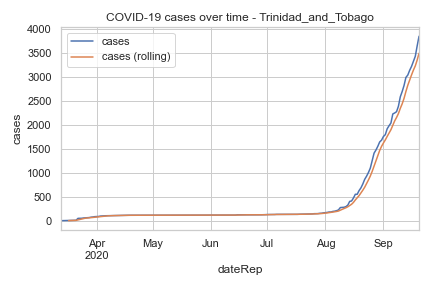 COVID-19 cases over time - Trinidad_and_Tobago
cases
cases (rolling)
4000
3500
3000
2500
2000
1500
1000
500
0
cases
Apr
2020
May
Jun
Jul
Aug
Sep
dateRep